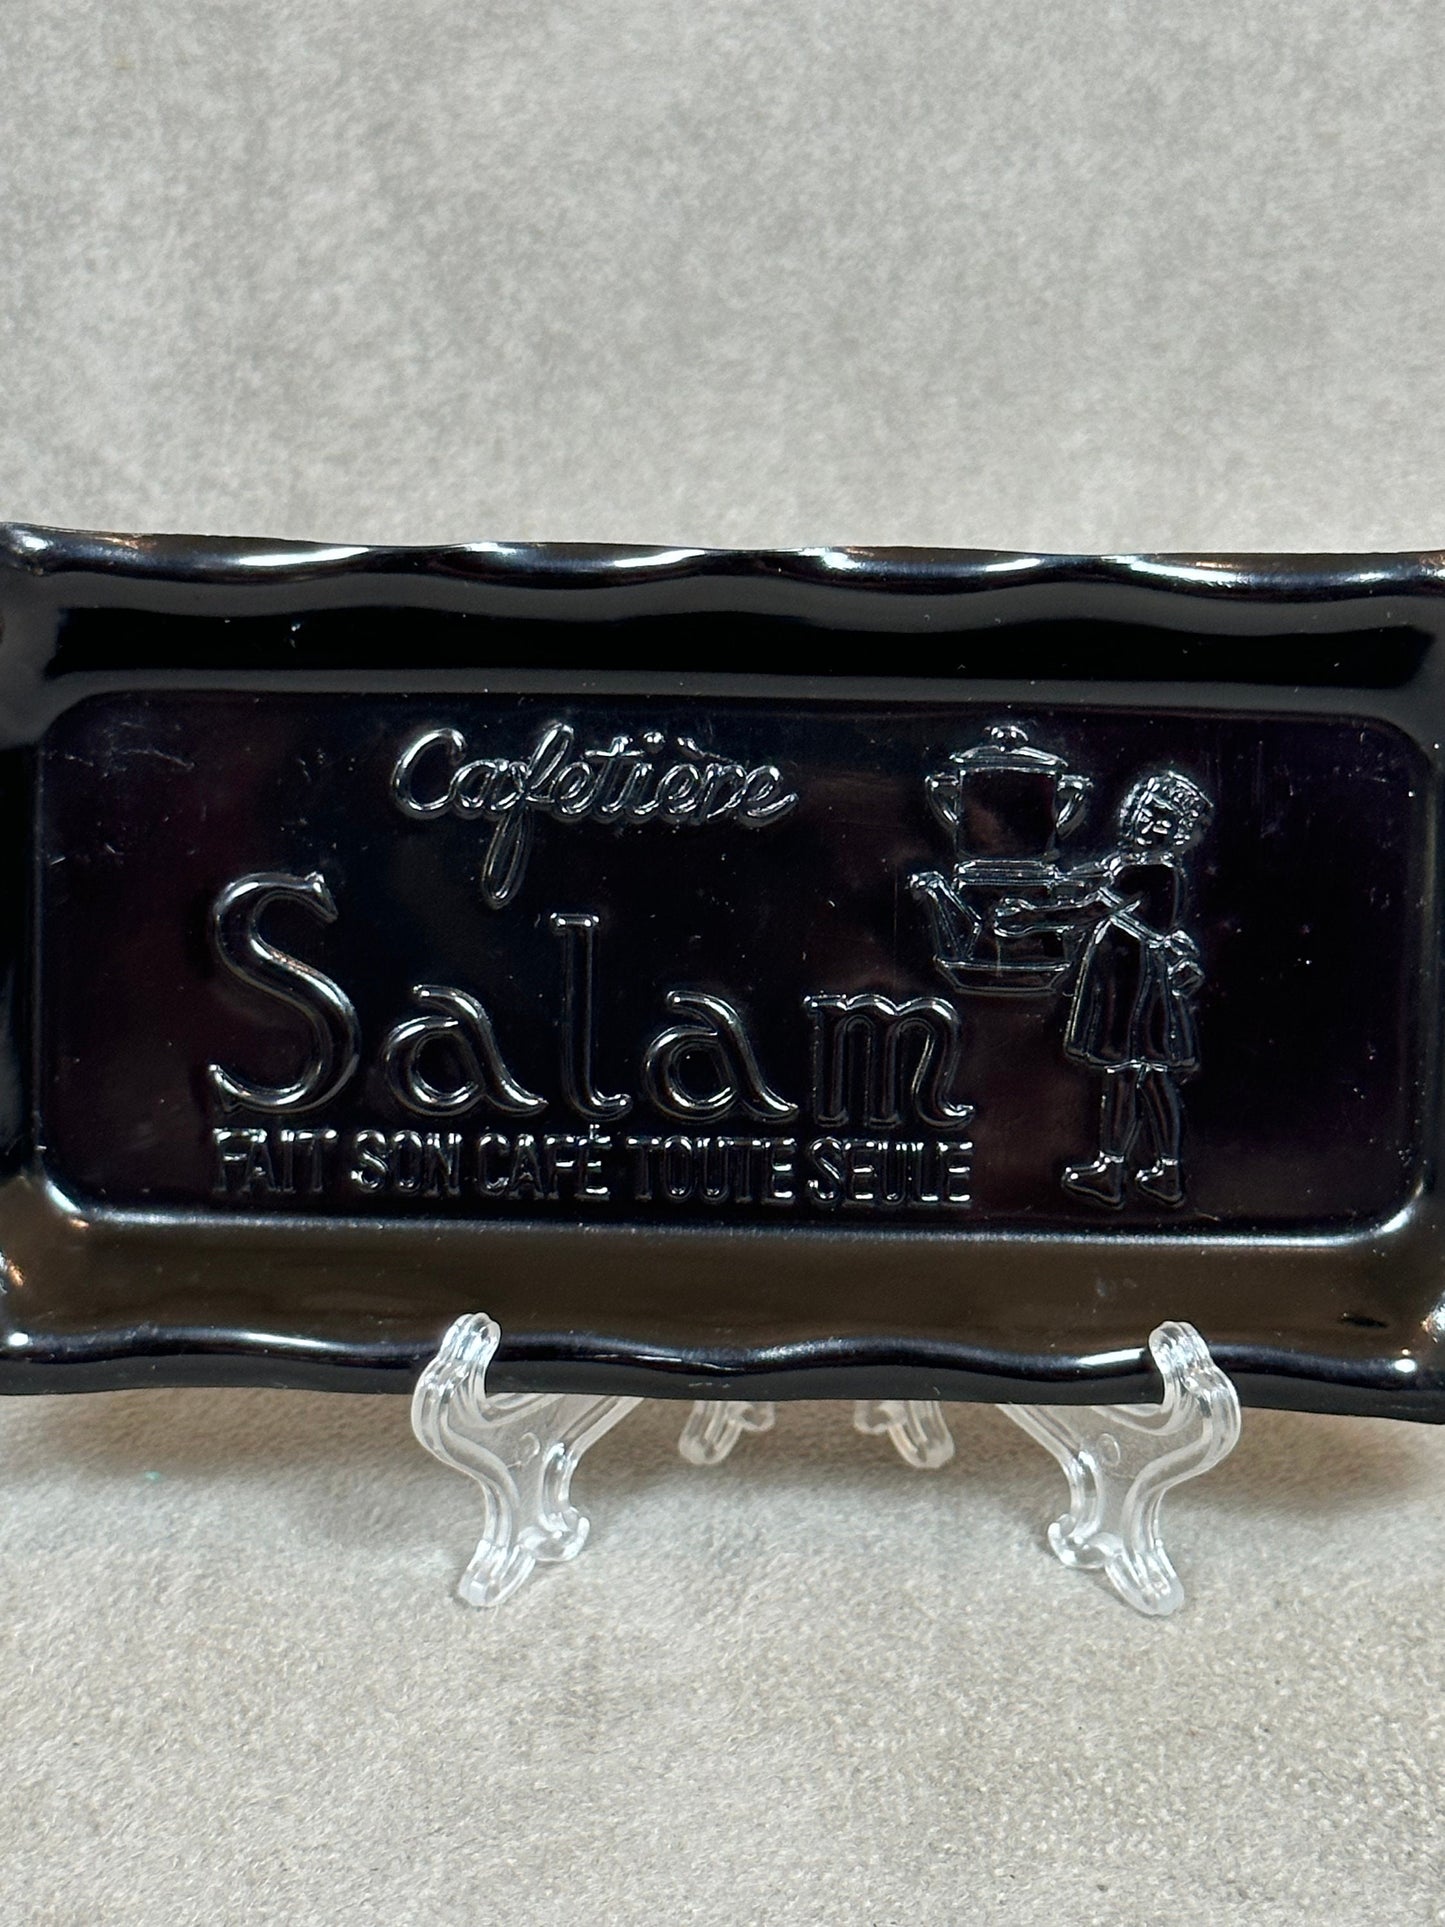 Cafetière
Salam
FAIT SON CAFÉ TOUTE SEULE